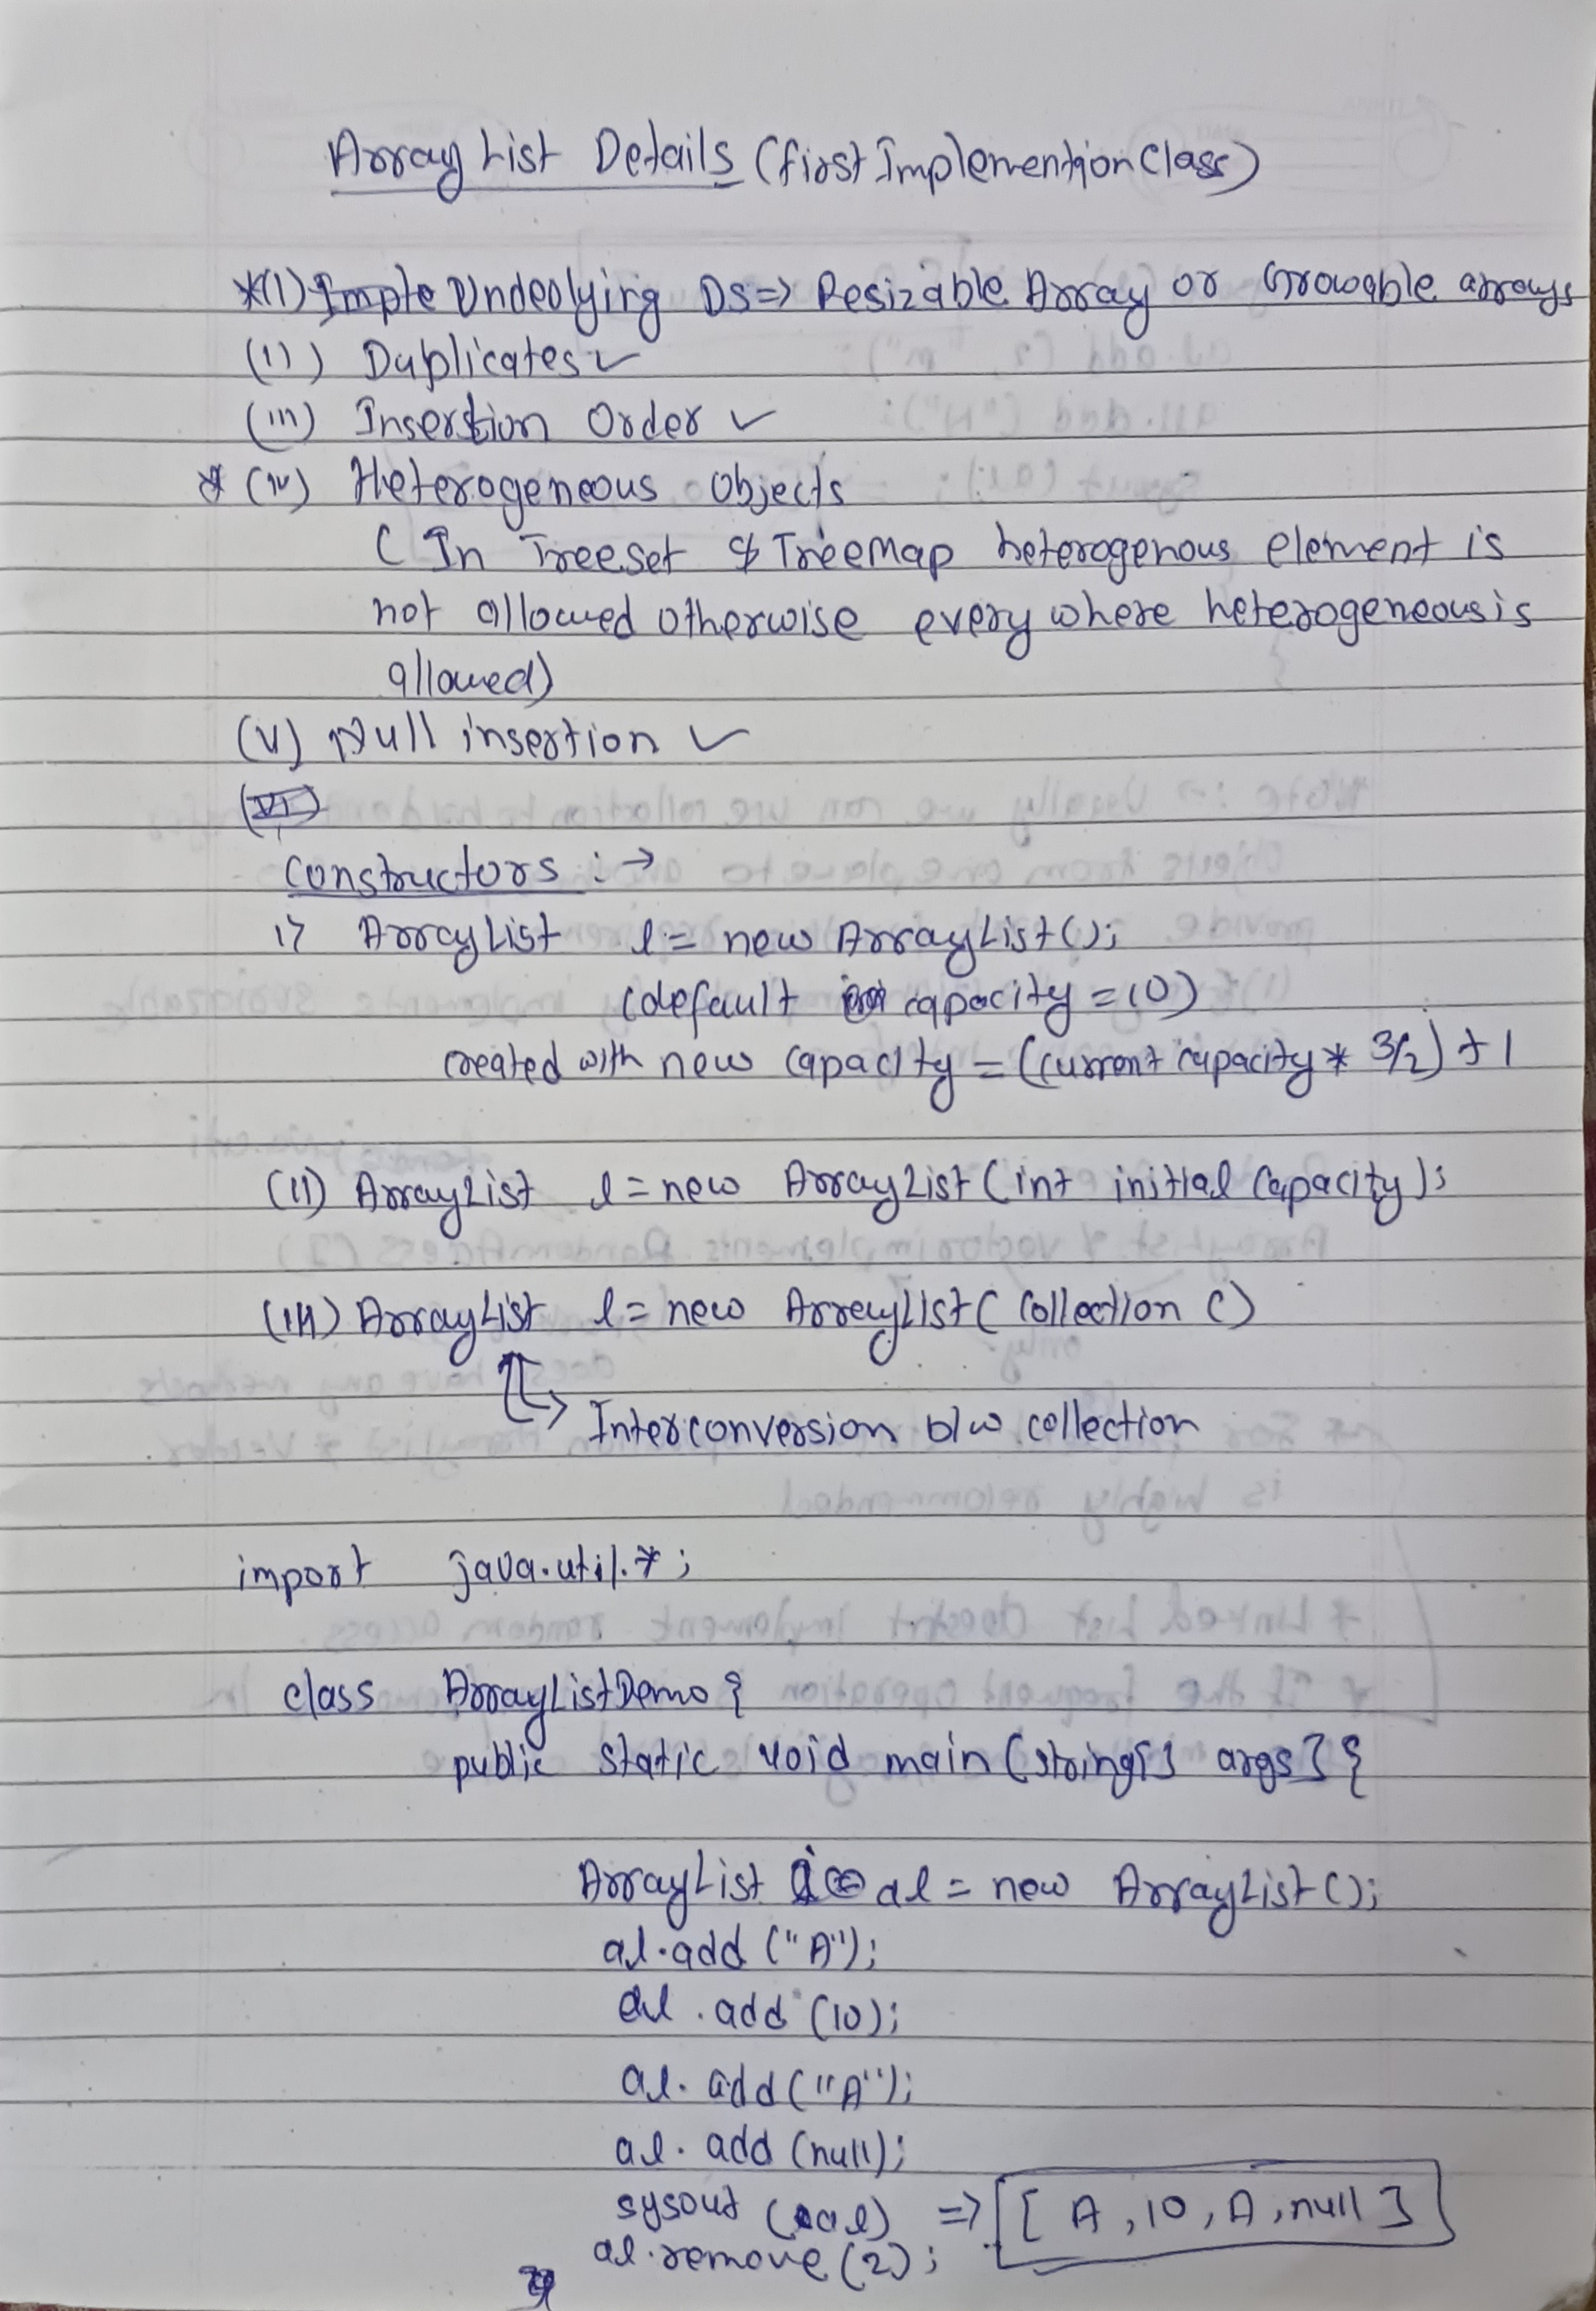 ArrayList Details (first Implemention class)
*(i) Imple Underlying Ds=> Resizable Array or Growable arrays
(ii) Duplicates ✓
(iii) Insertion Order ✓
* (iv) Heterogeneous Objects
( In Treeset & TreeMap heterogenous element is
not allowed otherwise every where heterogeneous is
allowed)
(v) Null insertion ✓
(VI)
constructors : →
i> ArrayList l = new ArrayList();
(default capacity = 10)
created with new capacity = (current capacity * 3/2) + 1
(ii) ArrayList l = new ArrayList (int initial Capacity);
(iii) ArrayList l = new ArrayList ( Collection c)
↳ Interconversion b/w collection
import java.util.*;
class ArrayListDemo {
public static void main (string[] args] {
ArrayList al = new ArrayList ();
al.add ("A");
al.add (10);
al.add ("A");
al.add (null);
sysout (al) => [ A, 10, A, null ]
al.remove (2);